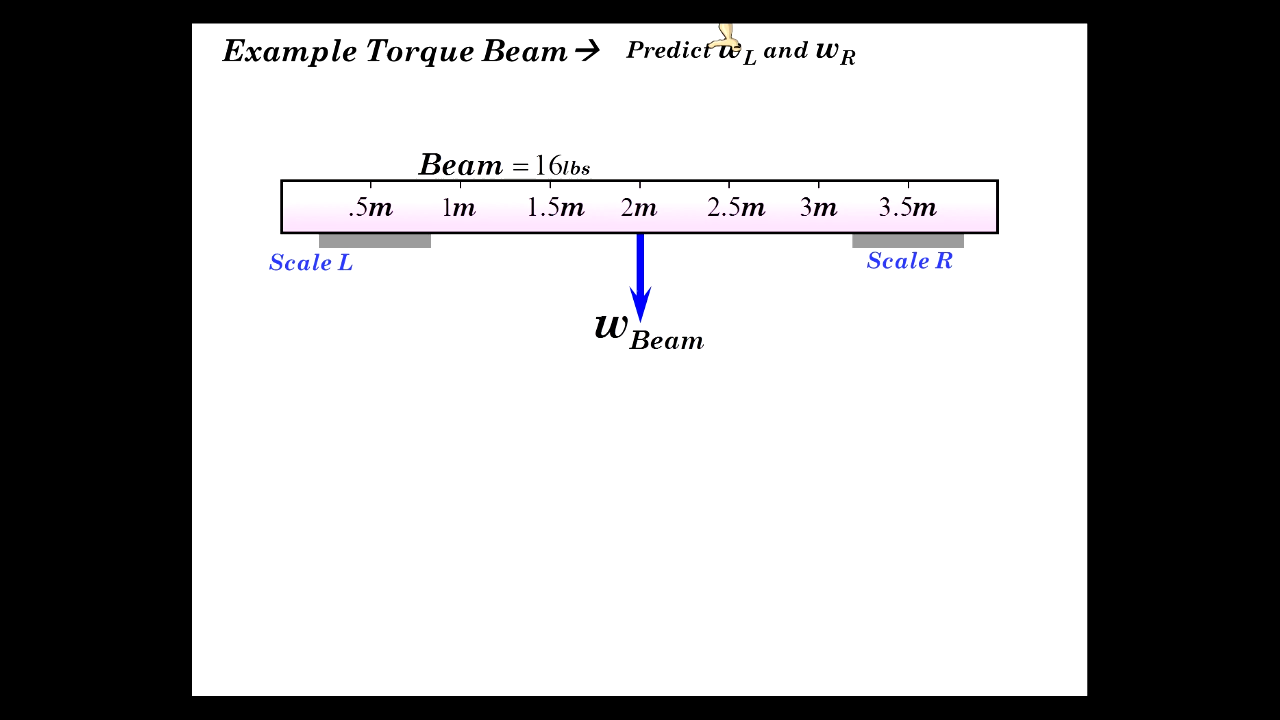 Example Torque Beam→ Predict w_L and w_R
Beam = 16lbs
.5m 1m 1.5m 2m 2.5m 3m 3.5m
Scale L Scale R
w_Beam